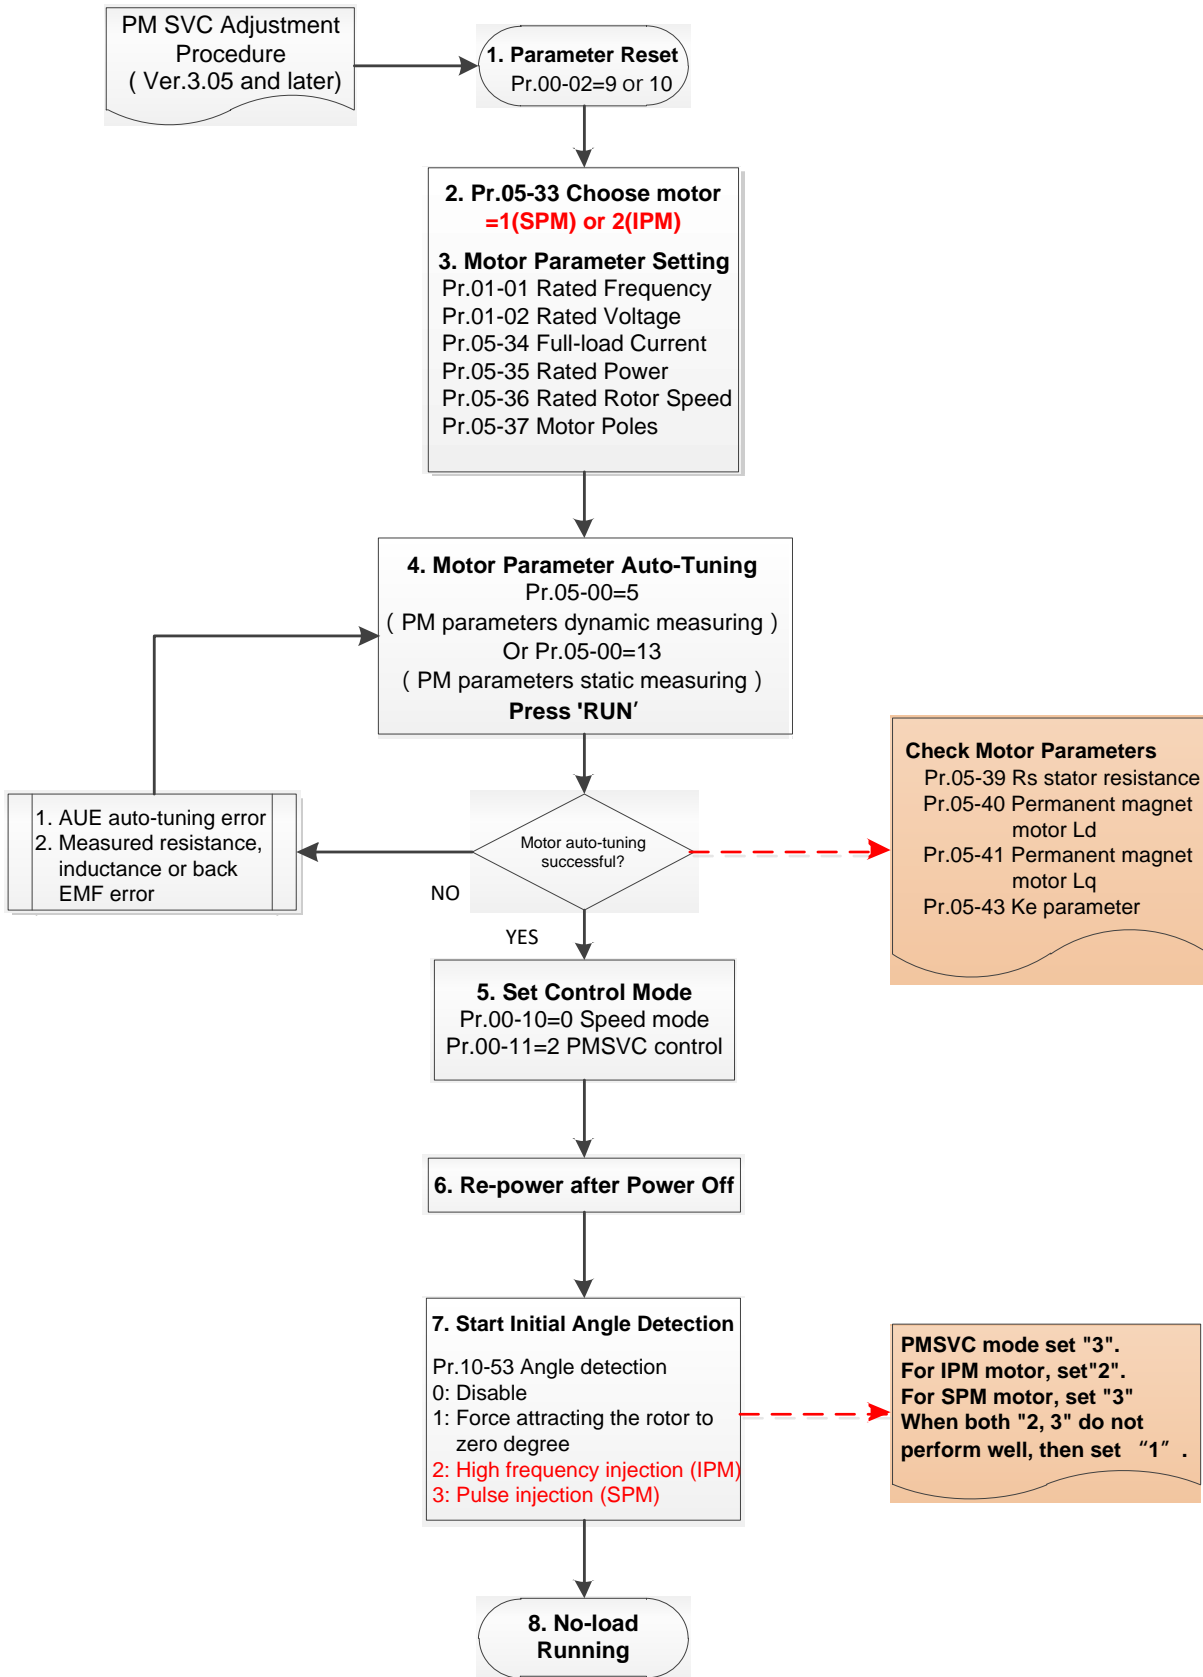 PM SVC Adjustment
Procedure
( Ver.3.05 and later)
1. Parameter Reset
Pr.00-02=9 or 10
2. Pr.05-33 Choose motor
=1(SPM) or 2(IPM)
3. Motor Parameter Setting
Pr.01-01 Rated Frequency
Pr.01-02 Rated Voltage
Pr.05-34 Full-load Current
Pr.05-35 Rated Power
Pr.05-36 Rated Rotor Speed
Pr.05-37 Motor Poles
4. Motor Parameter Auto-Tuning
Pr.05-00=5
( PM parameters dynamic measuring )
Or Pr.05-00=13
( PM parameters static measuring )
Press 'RUN’
1. AUE auto-tuning error
2. Measured resistance,
inductance or back
EMF error
Motor auto-tuning
successful?
NO
YES
Check Motor Parameters
Pr.05-39 Rs stator resistance
Pr.05-40 Permanent magnet
motor Ld
Pr.05-41 Permanent magnet
motor Lq
Pr.05-43 Ke parameter
5. Set Control Mode
Pr.00-10=0 Speed mode
Pr.00-11=2 PMSVC control
6. Re-power after Power Off
7. Start Initial Angle Detection
Pr.10-53 Angle detection
0: Disable
1: Force attracting the rotor to
zero degree
2: High frequency injection (IPM)
3: Pulse injection (SPM)
PMSVC mode set "3".
For IPM motor, set"2".
For SPM motor, set "3"
When both "2, 3" do not
perform well, then set “1” .
8. No-load
Running